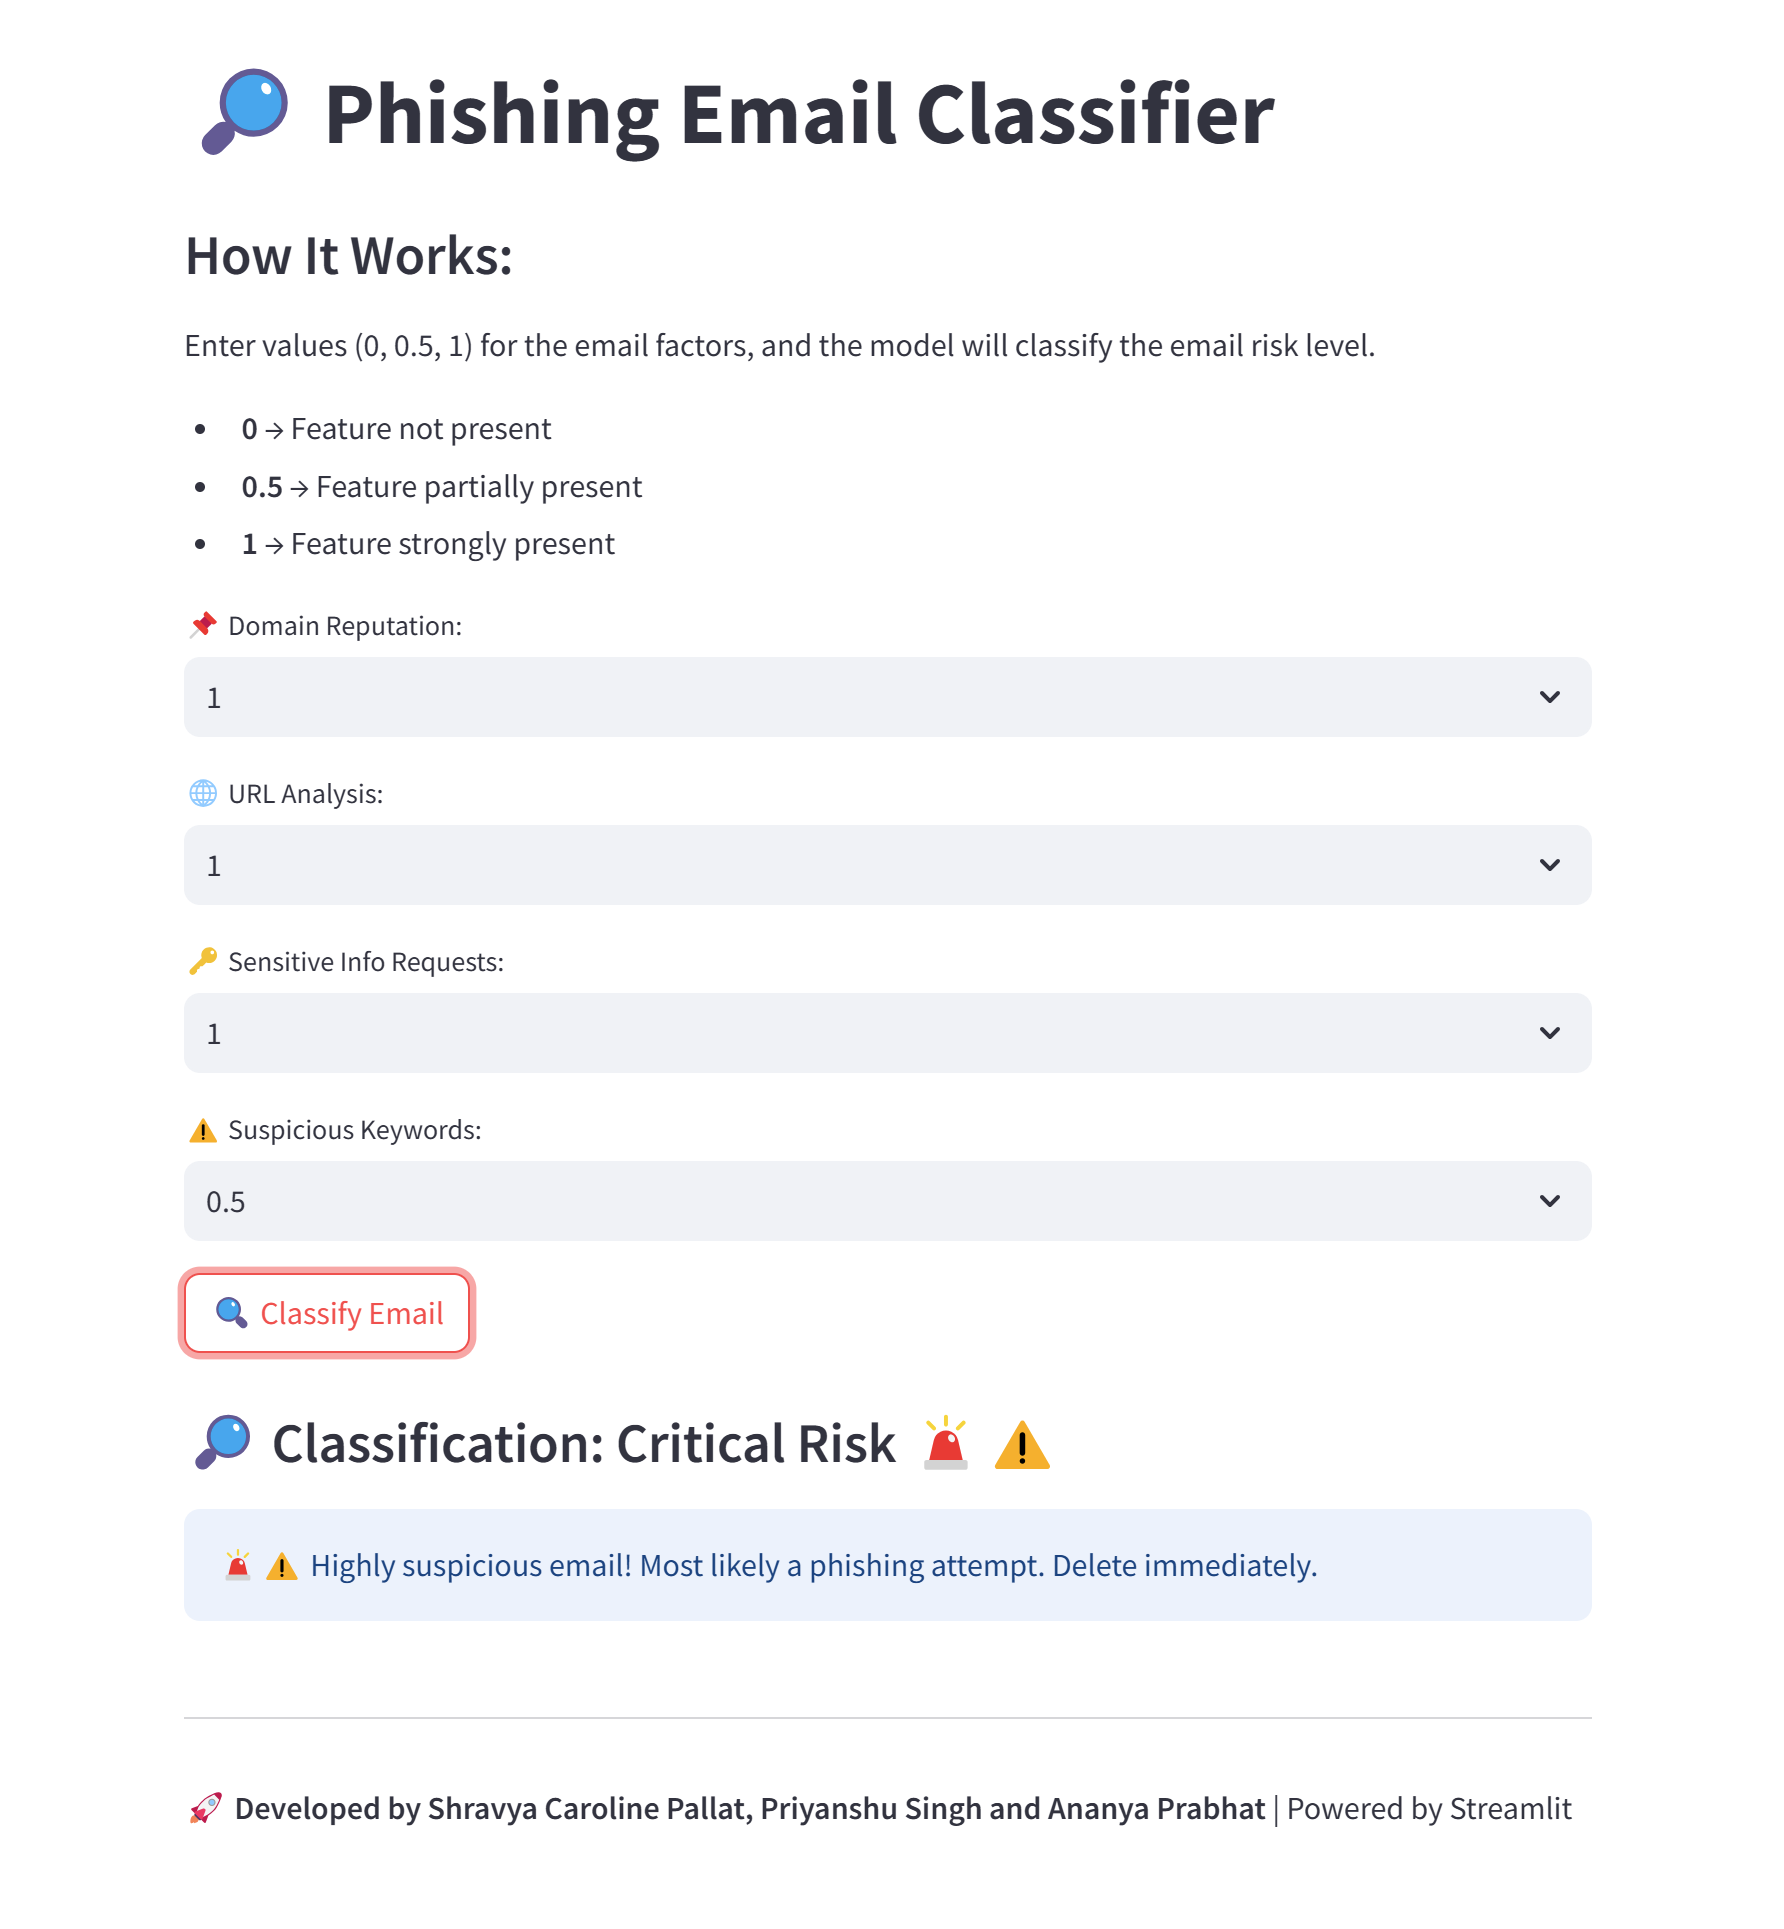 Phishing Email Classifier
How It Works:
Enter values (0, 0.5, 1) for the email factors, and the model will classify the email risk level.
• 0 → Feature not present
• 0.5 → Feature partially present
• 1 → Feature strongly present
Domain Reputation:
1
URL Analysis:
1
Sensitive Info Requests:
1
Suspicious Keywords:
0.5
Classify Email
Classification: Critical Risk
Highly suspicious email! Most likely a phishing attempt. Delete immediately.
Developed by Shravya Caroline Pallat, Priyanshu Singh and Ananya Prabhat | Powered by Streamlit